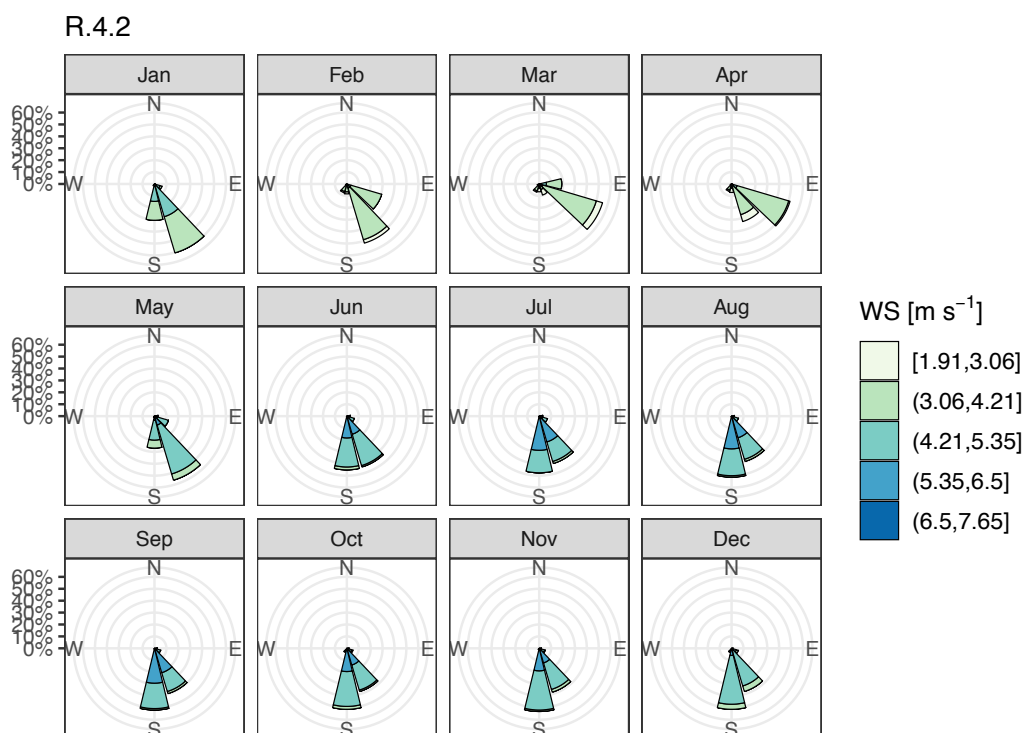 R.4.2
Jan Feb Mar Apr
N N N N
60%
50%
40%
30%
20%
10%
0%
W E W E W E W E
S S S S
May Jun Jul Aug
N N N N
60%
50%
40%
30%
20%
10%
0%
W E W E W E W E
S S S S
Sep Oct Nov Dec
N N N N
60%
50%
40%
30%
20%
10%
0%
W E W E W E W E
S S S S
WS [m s⁻¹]
[1.91,3.06]
(3.06,4.21]
(4.21,5.35]
(5.35,6.5]
(6.5,7.65]